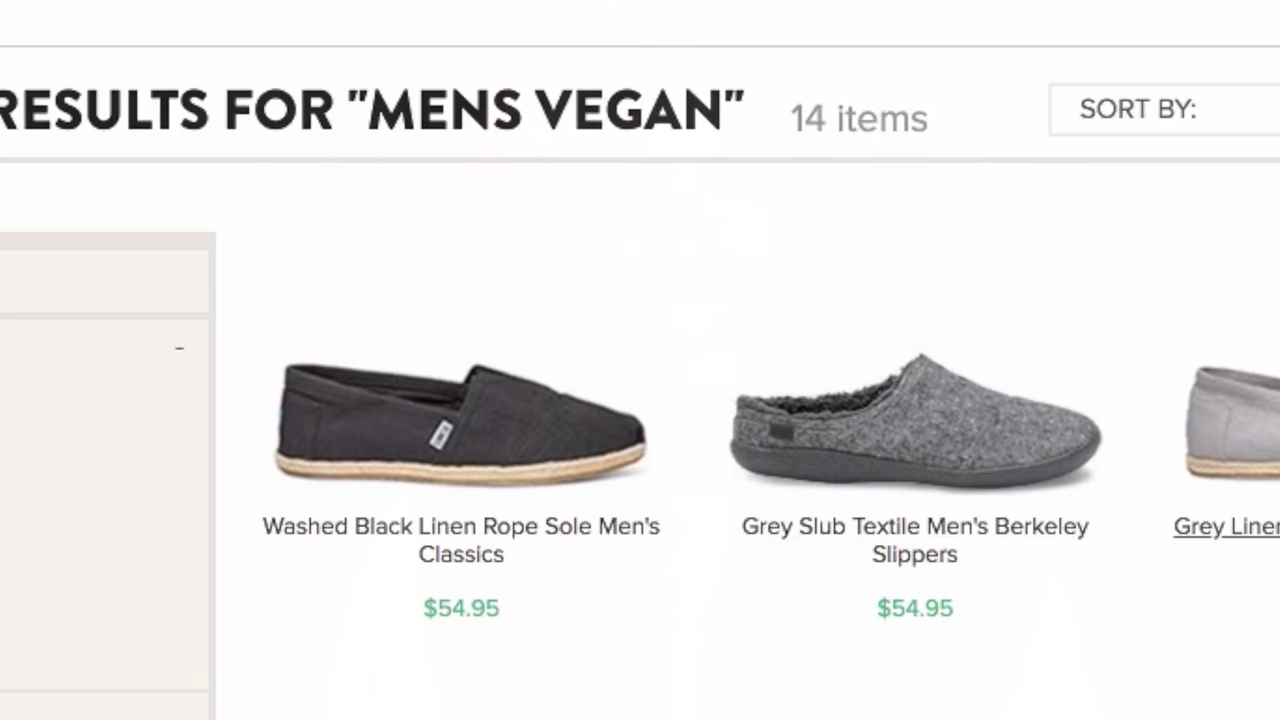 RESULTS FOR "MENS VEGAN"
14 items
SORT BY:
-
Washed Black Linen Rope Sole Men's
Classics
$54.95
Grey Slub Textile Men's Berkeley
Slippers
$54.95
Grey Linen